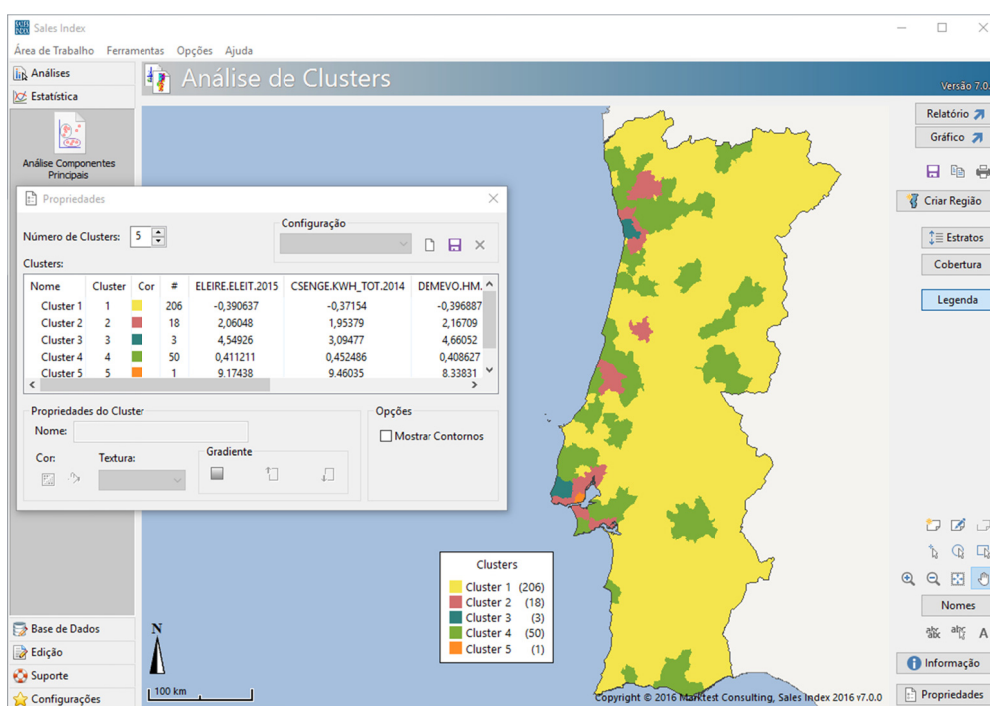 Sales Index
Área de Trabalho Ferramentas Opções Ajuda
Análises
Estatística
Análise Componentes
Principais
Análise de Clusters
Versão 7.0
Relatório
Gráfico
Criar Região
Estratos
Cobertura
Legenda
Propriedades
Número de Clusters: 5
Configuração
Clusters:
Nome Cluster Cor # ELEIRE.ELEIT.2015 CSENGE.KWH_TOT.2014 DEMEVO.HM.
Cluster 1 1 206 -0,390637 -0,37154 -0,396887
Cluster 2 2 18 2,06048 1,95379 2,16709
Cluster 3 3 3 4,54926 3,09477 4,66052
Cluster 4 4 50 0,411211 0,452486 0,408627
Cluster 5 5 1 9.17438 9.46035 8.33831
Propriedades do Cluster
Nome:
Cor: Textura:
Gradiente
Opções
Mostrar Contornos
Clusters
Cluster 1 (206)
Cluster 2 (18)
Cluster 3 (3)
Cluster 4 (50)
Cluster 5 (1)
N
100 km
Copyright © 2016 Marktest Consulting, Sales Index 2016 v7.0.0
Base de Dados
Edição
Suporte
Configurações
Nomes
abc abc A
abc
Informação
Propriedades